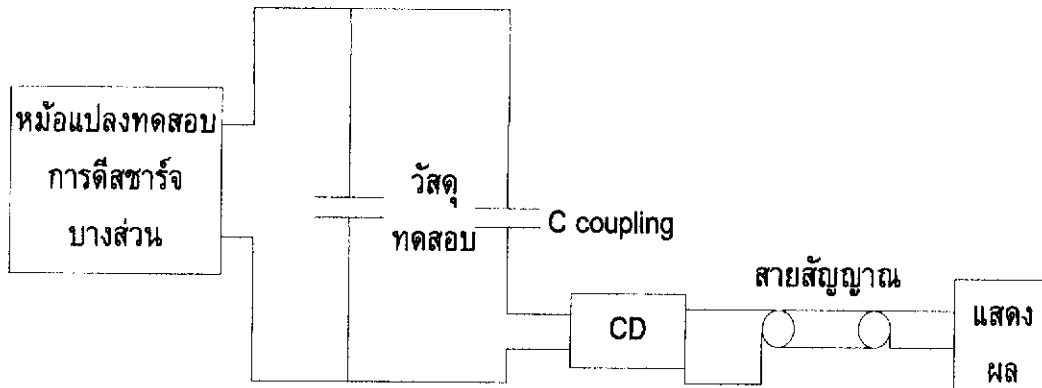 หม้อแปลงทดสอบ
การดีสชาร์จ
บางส่วน
วัสดุ
ทดสอบ
C coupling
CD
สายสัญญาณ
แสดง
ผล